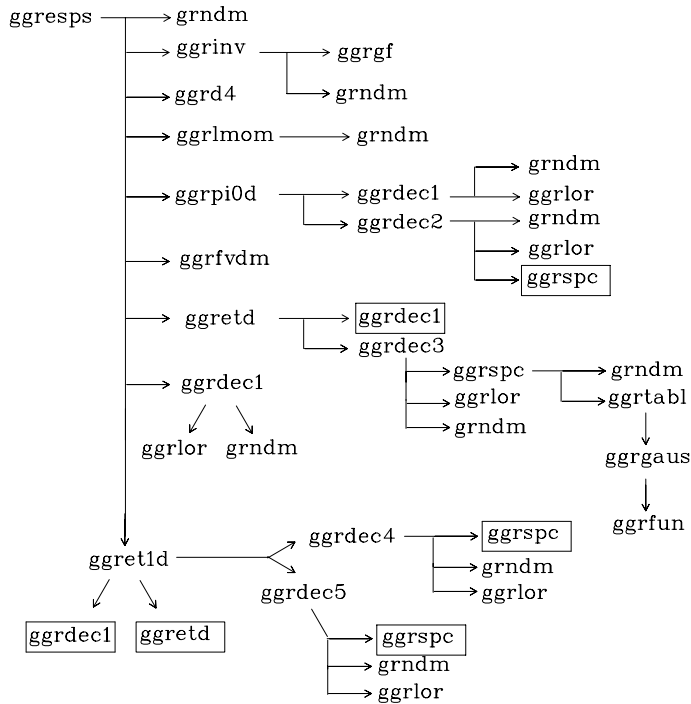 ggresps grndm
ggrinv ggrgf
ggrd4 grndm
ggrlmom grndm
grndm
ggrpi0d ggrdec1 ggrlor
ggrdec2 grndm
ggrlor
ggrfvdm ggrspc
ggretd ggrdec1
ggrdec3
ggrdec1 ggrspc grndm
ggrlor ggrtabl
grndm
ggrlor grndm ggrgaus
ggrfun
ggret1d ggrdec4 ggrspc
grndm
ggrdec5 ggrlor
ggrdec1 ggretd ggrspc
grndm
ggrlor